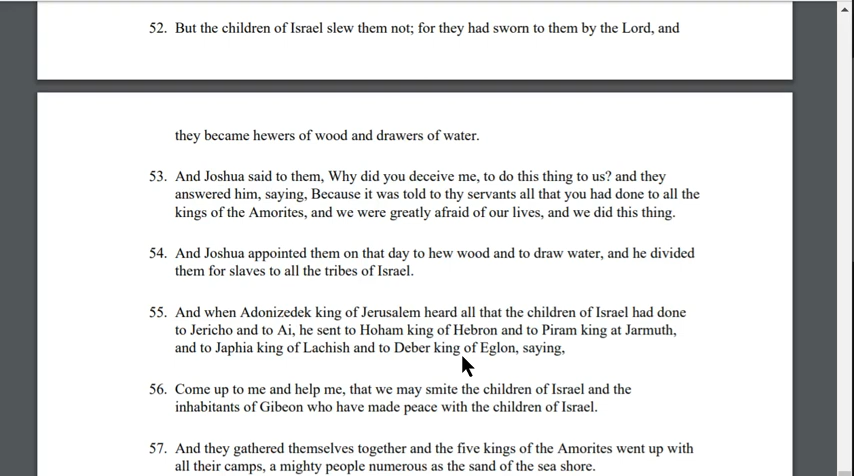 52. But the children of Israel slew them not; for they had sworn to them by the Lord, and
they became hewers of wood and drawers of water.
53. And Joshua said to them, Why did you deceive me, to do this thing to us? and they
answered him, saying, Because it was told to thy servants all that you had done to all the
kings of the Amorites, and we were greatly afraid of our lives, and we did this thing.
54. And Joshua appointed them on that day to hew wood and to draw water, and he divided
them for slaves to all the tribes of Israel.
55. And when Adonizedek king of Jerusalem heard all that the children of Israel had done
to Jericho and to Ai, he sent to Hoham king of Hebron and to Piram king at Jarmuth,
and to Japhia king of Lachish and to Deber king of Eglon, saying,
56. Come up to me and help me, that we may smite the children of Israel and the
inhabitants of Gibeon who have made peace with the children of Israel.
57. And they gathered themselves together and the five kings of the Amorites went up with
all their camps, a mighty people numerous as the sand of the sea shore.